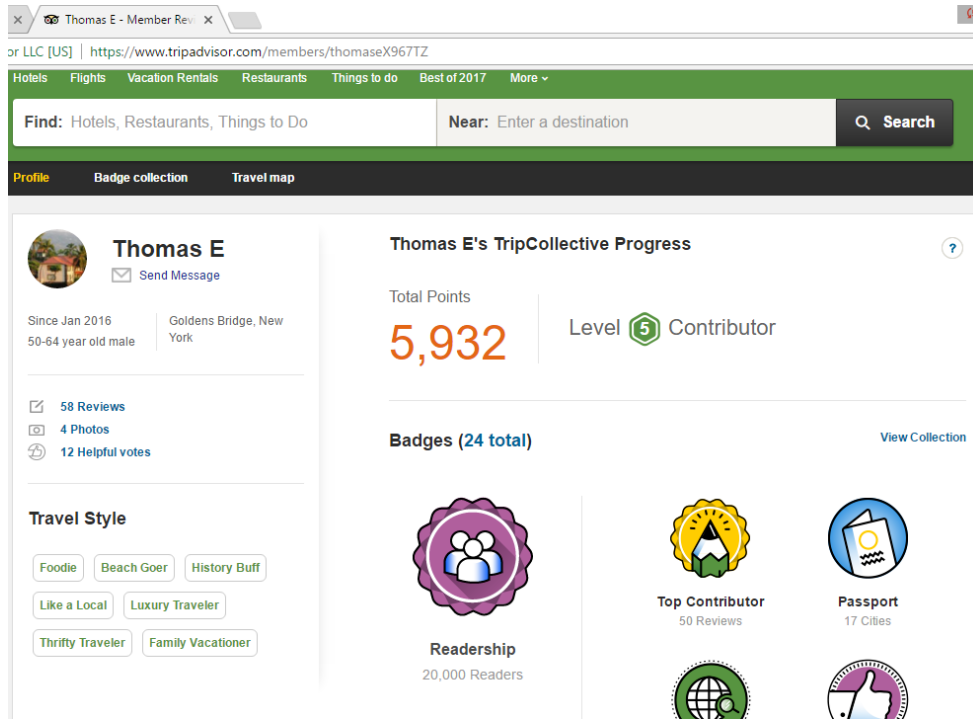 Thomas E - Member Rev
or LLC [US] https://www.tripadvisor.com/members/thomaseX967TZ
Hotels Flights Vacation Rentals Restaurants Things to do Best of 2017 More
Find: Hotels, Restaurants, Things to Do Near: Enter a destination Search
Profile Badge collection Travel map
Thomas E
Send Message
Since Jan 2016
50-64 year old male
Goldens Bridge, New
York
58 Reviews
4 Photos
12 Helpful votes
Travel Style
Foodie Beach Goer History Buff
Like a Local Luxury Traveler
Thrifty Traveler Family Vacationer
Thomas E's TripCollective Progress ?
Total Points
5,932
Level 5 Contributor
Badges (24 total) View Collection
Readership
20,000 Readers
Top Contributor
50 Reviews
Passport
17 Cities